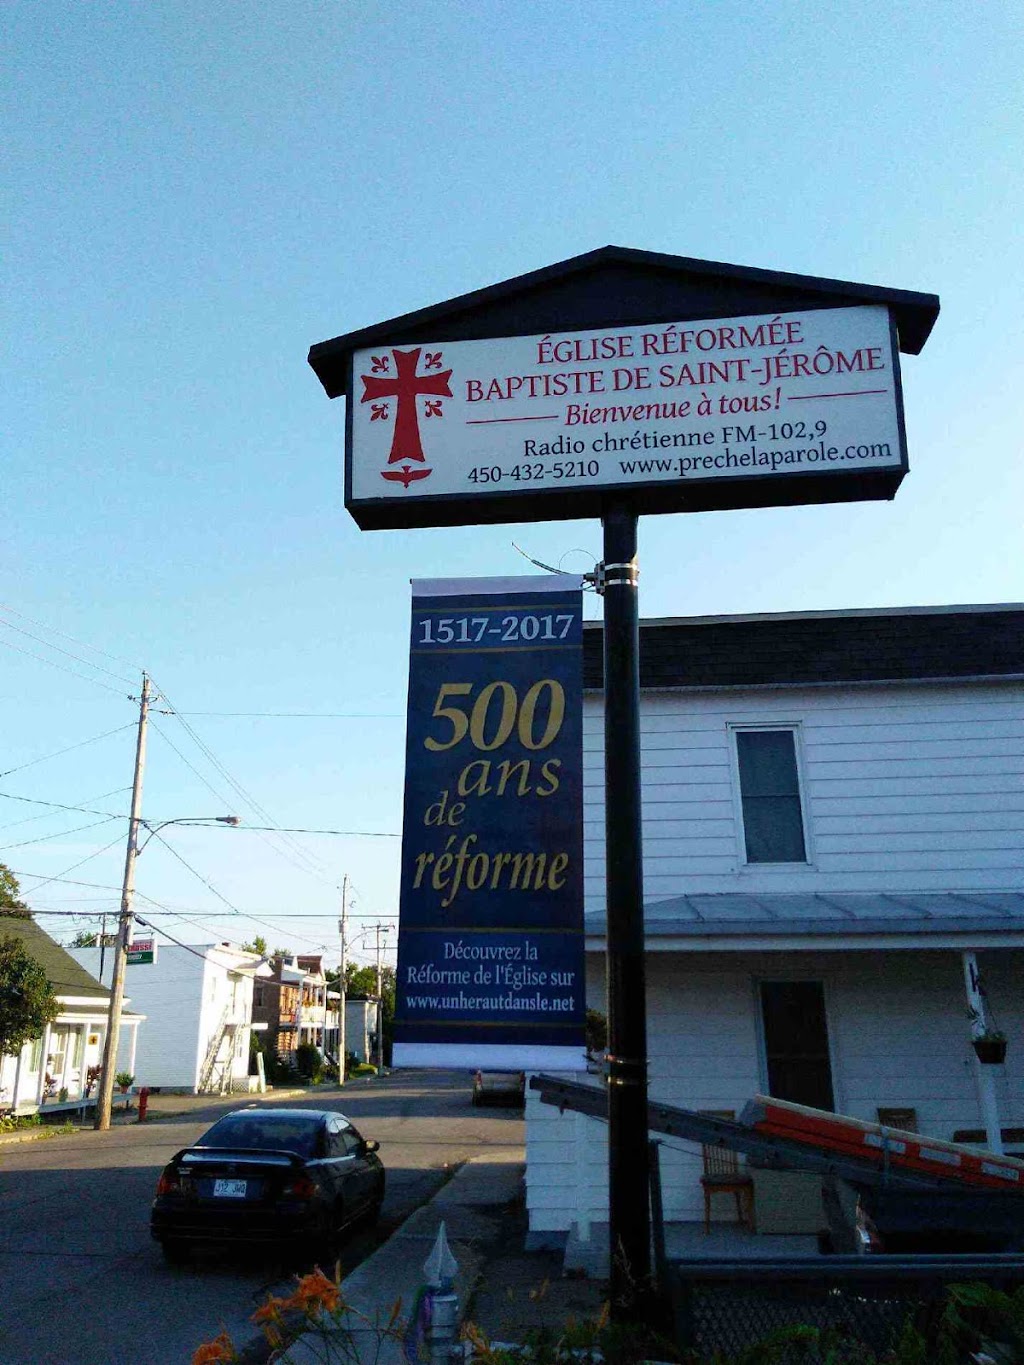 ÉGLISE RÉFORMÉE
BAPTISTE DE SAINT-JÉRÔME
Bienvenue à tous!
Radio chrétienne FM-102,9
450-432-5210 www.prechelaparole.com
1517-2017
500
ans
de
réforme
Découvrez la
Réforme de l'Église sur
www.unherautdansle.net